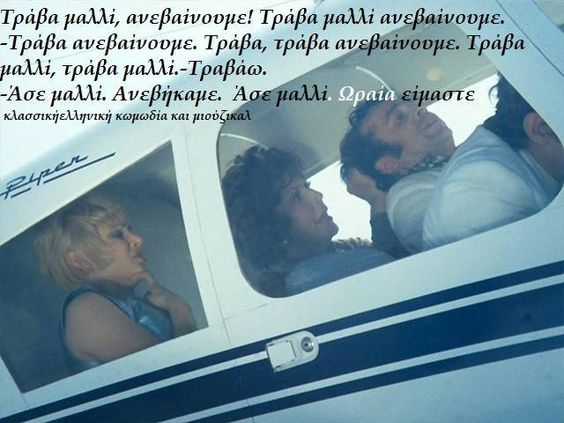 Τράβα μαλλί, ανεβαίνουμε! Τράβα μαλλί ανεβαίνουμε.
-Τράβα ανεβαίνουμε. Τράβα, τράβα ανεβαίνουμε. Τράβα
μαλλί, τράβα μαλλί.-Τραβάω.
-Άσε μαλλί. Ανεβήκαμε. Άσε μαλλί. Ωραία είμαστε
κλασσικήελληνική κωμωδία και μιούζικαλ
Piper